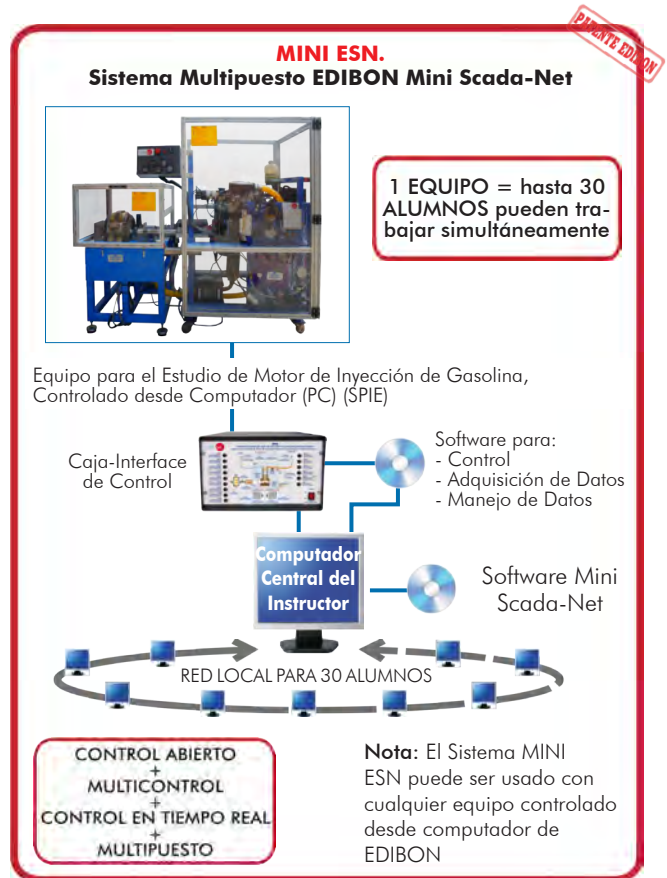 PATENTE EDIBON
MINI ESN.
Sistema Multipuesto EDIBON Mini Scada-Net
1 EQUIPO = hasta 30
ALUMNOS pueden tra-
bajar simultáneamente
Equipo para el Estudio de Motor de Inyección de Gasolina,
Controlado desde Computador (PC) (SPIE)
Caja-Interface
de Control
Software para:
- Control
- Adquisición de Datos
- Manejo de Datos
Computador
Central del
Instructor
Software Mini
Scada-Net
RED LOCAL PARA 30 ALUMNOS
CONTROL ABIERTO
+
MULTICONTROL
+
CONTROL EN TIEMPO REAL
+
MULTIPUESTO
Nota: El Sistema MINI
ESN puede ser usado con
cualquier equipo controlado
desde computador de
EDIBON